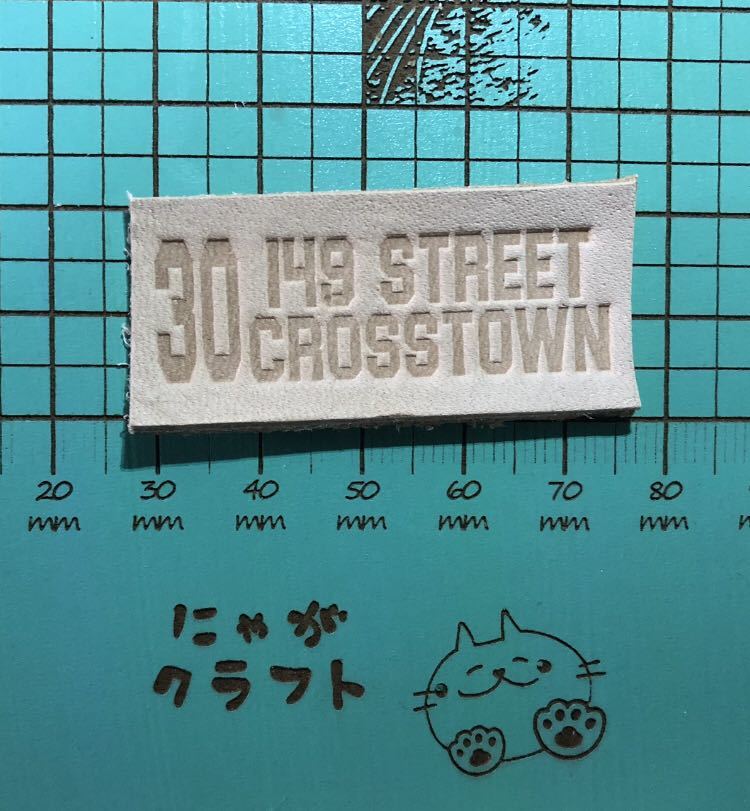 30 149 STREET
CROSSTOWN
20 30 40 50 60 70 80
mm mm mm mm mm mm mm
にゃが
クラフト